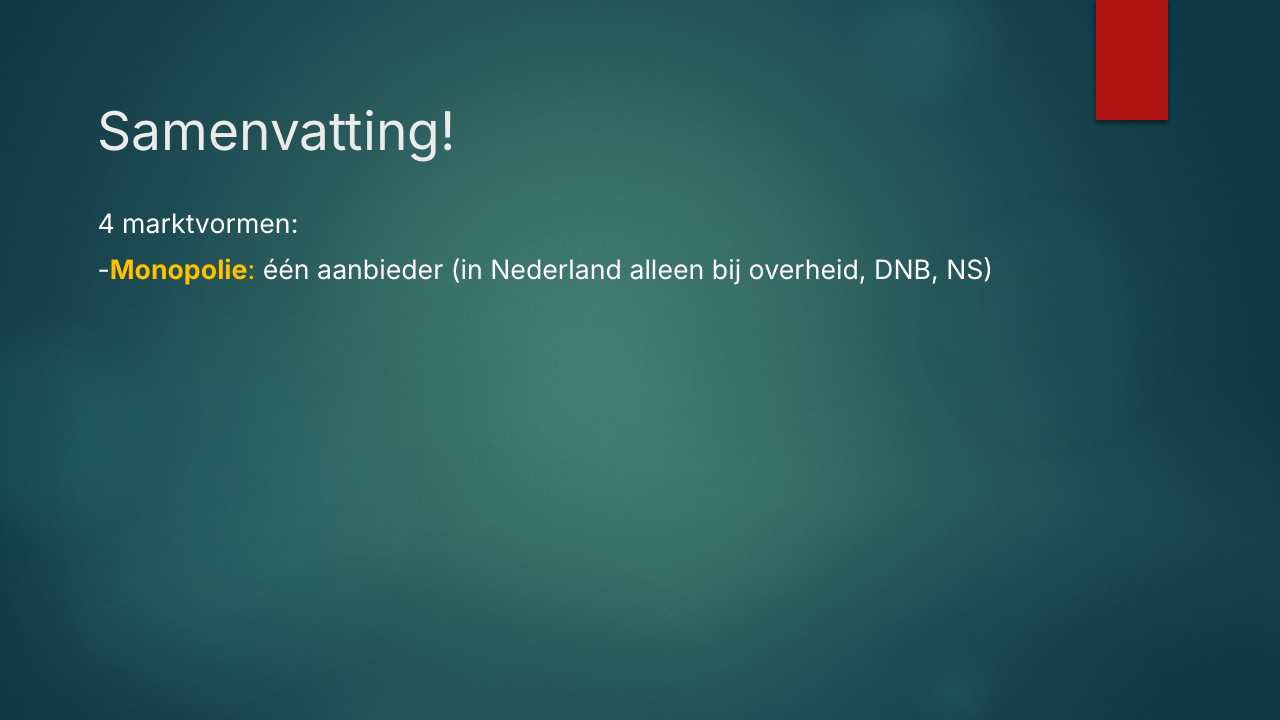 Samenvatting!
4 marktvormen:
-Monopolie: één aanbieder (in Nederland alleen bij overheid, DNB, NS)